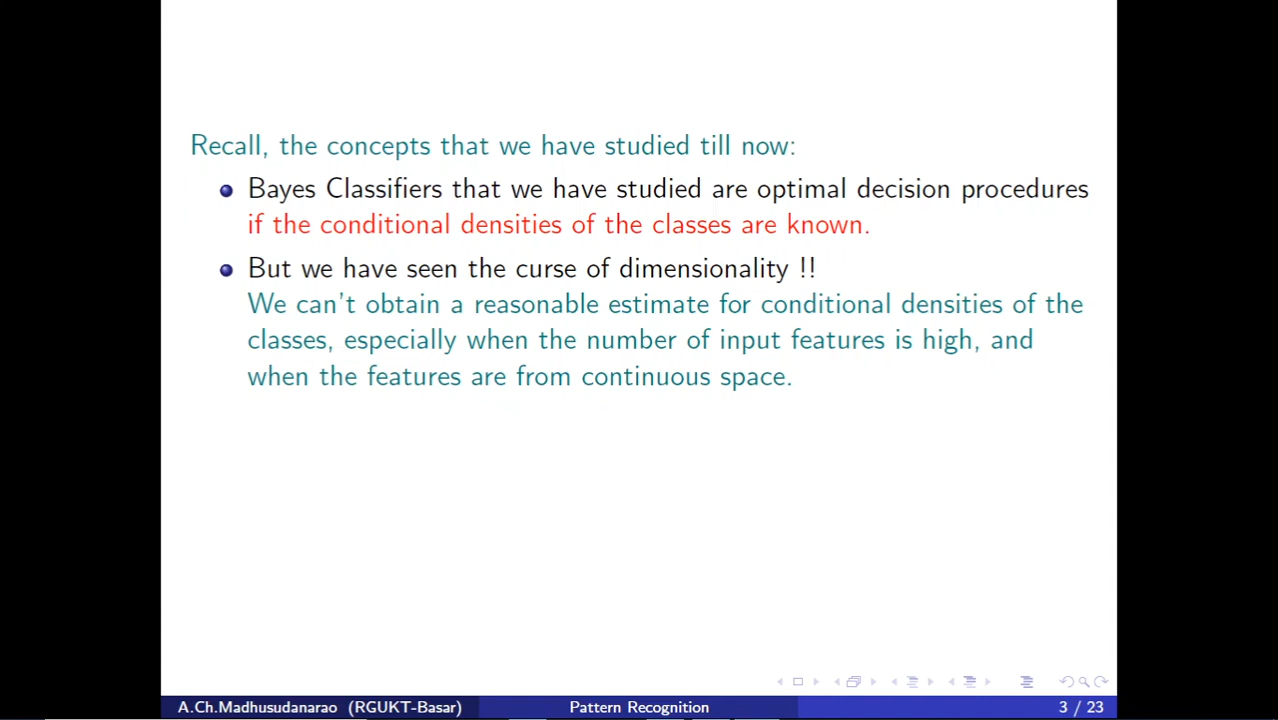 Recall, the concepts that we have studied till now:
Bayes Classifiers that we have studied are optimal decision procedures
if the conditional densities of the classes are known.
But we have seen the curse of dimensionality !!
We can't obtain a reasonable estimate for conditional densities of the
classes, especially when the number of input features is high, and
when the features are from continuous space.
A.Ch.Madhusudanarao (RGUKT-Basar) Pattern Recognition 3 / 23